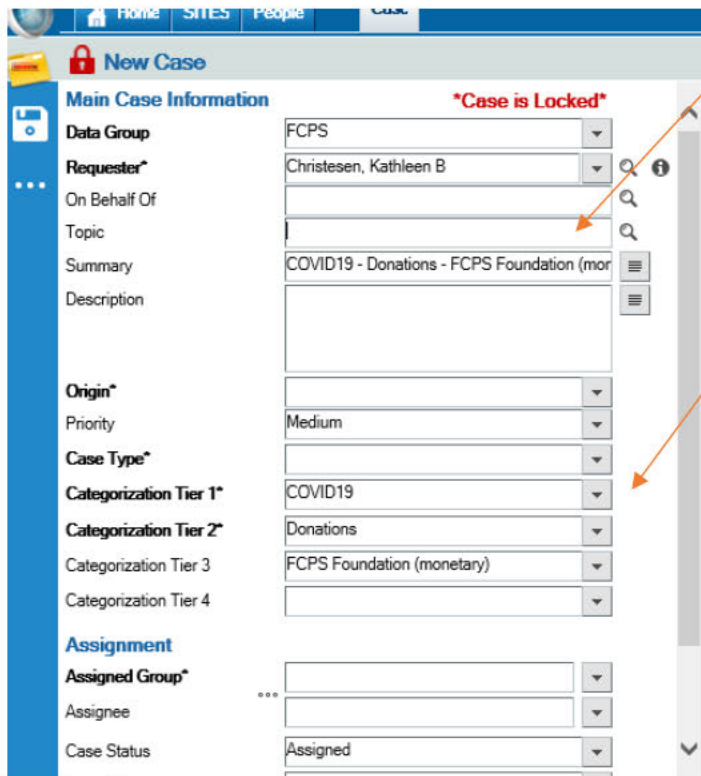 Home SITES People Case
New Case
Main Case Information *Case is Locked*
Data Group FCPS
Requester* Christesen, Kathleen B
On Behalf Of
Topic
Summary COVID19 - Donations - FCPS Foundation (mor
Description
Origin*
Priority Medium
Case Type*
Categorization Tier 1* COVID19
Categorization Tier 2* Donations
Categorization Tier 3 FCPS Foundation (monetary)
Categorization Tier 4
Assignment
Assigned Group*
Assignee
Case Status Assigned